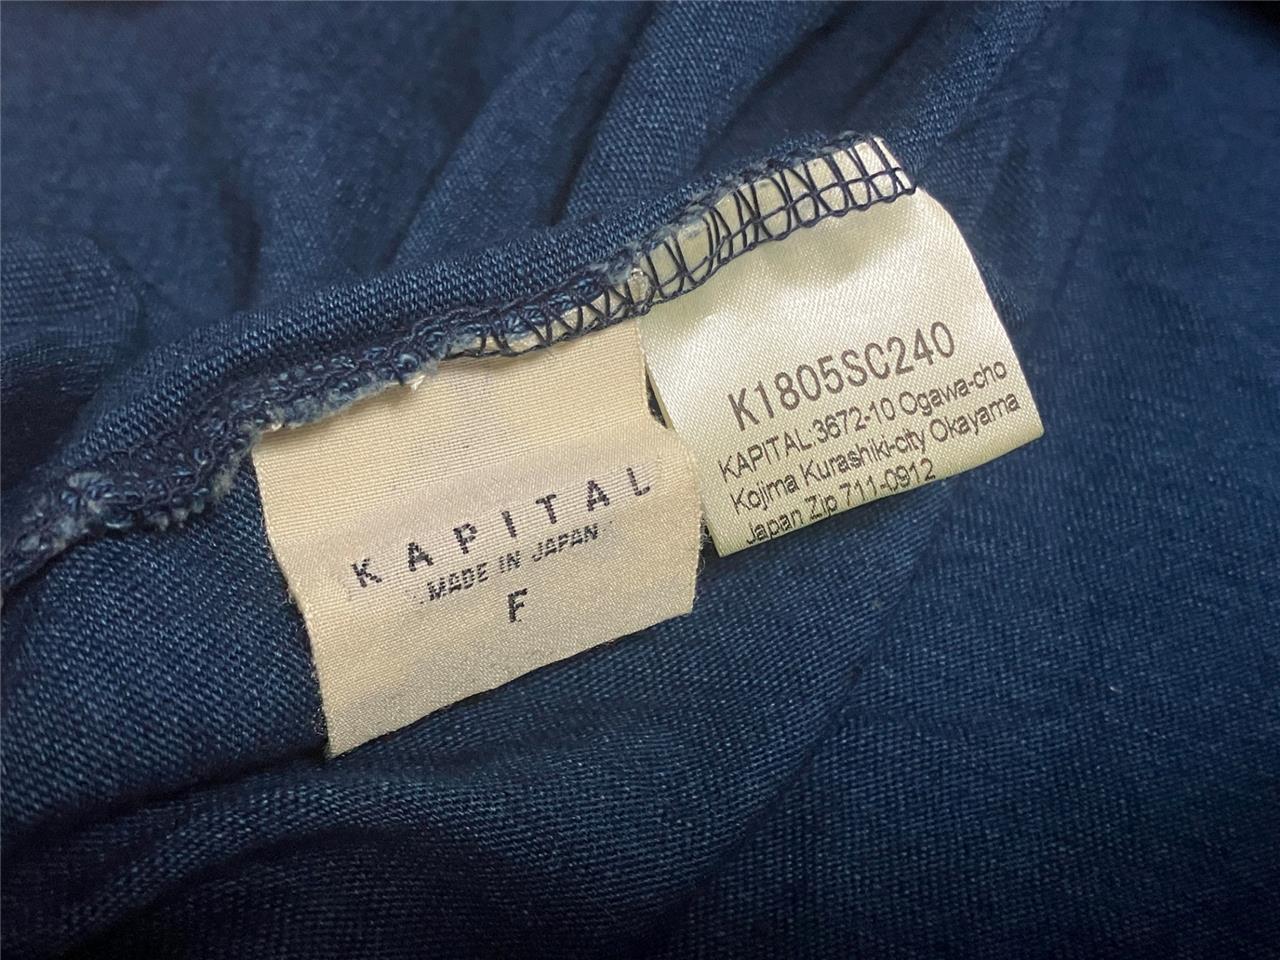 KAPITAL
MADE IN JAPAN
F
K1805SC240
KAPITAL 3672-10 Ogawa-cho
Kojima Kurashiki-city Okayama
Japan Zip 711-0912